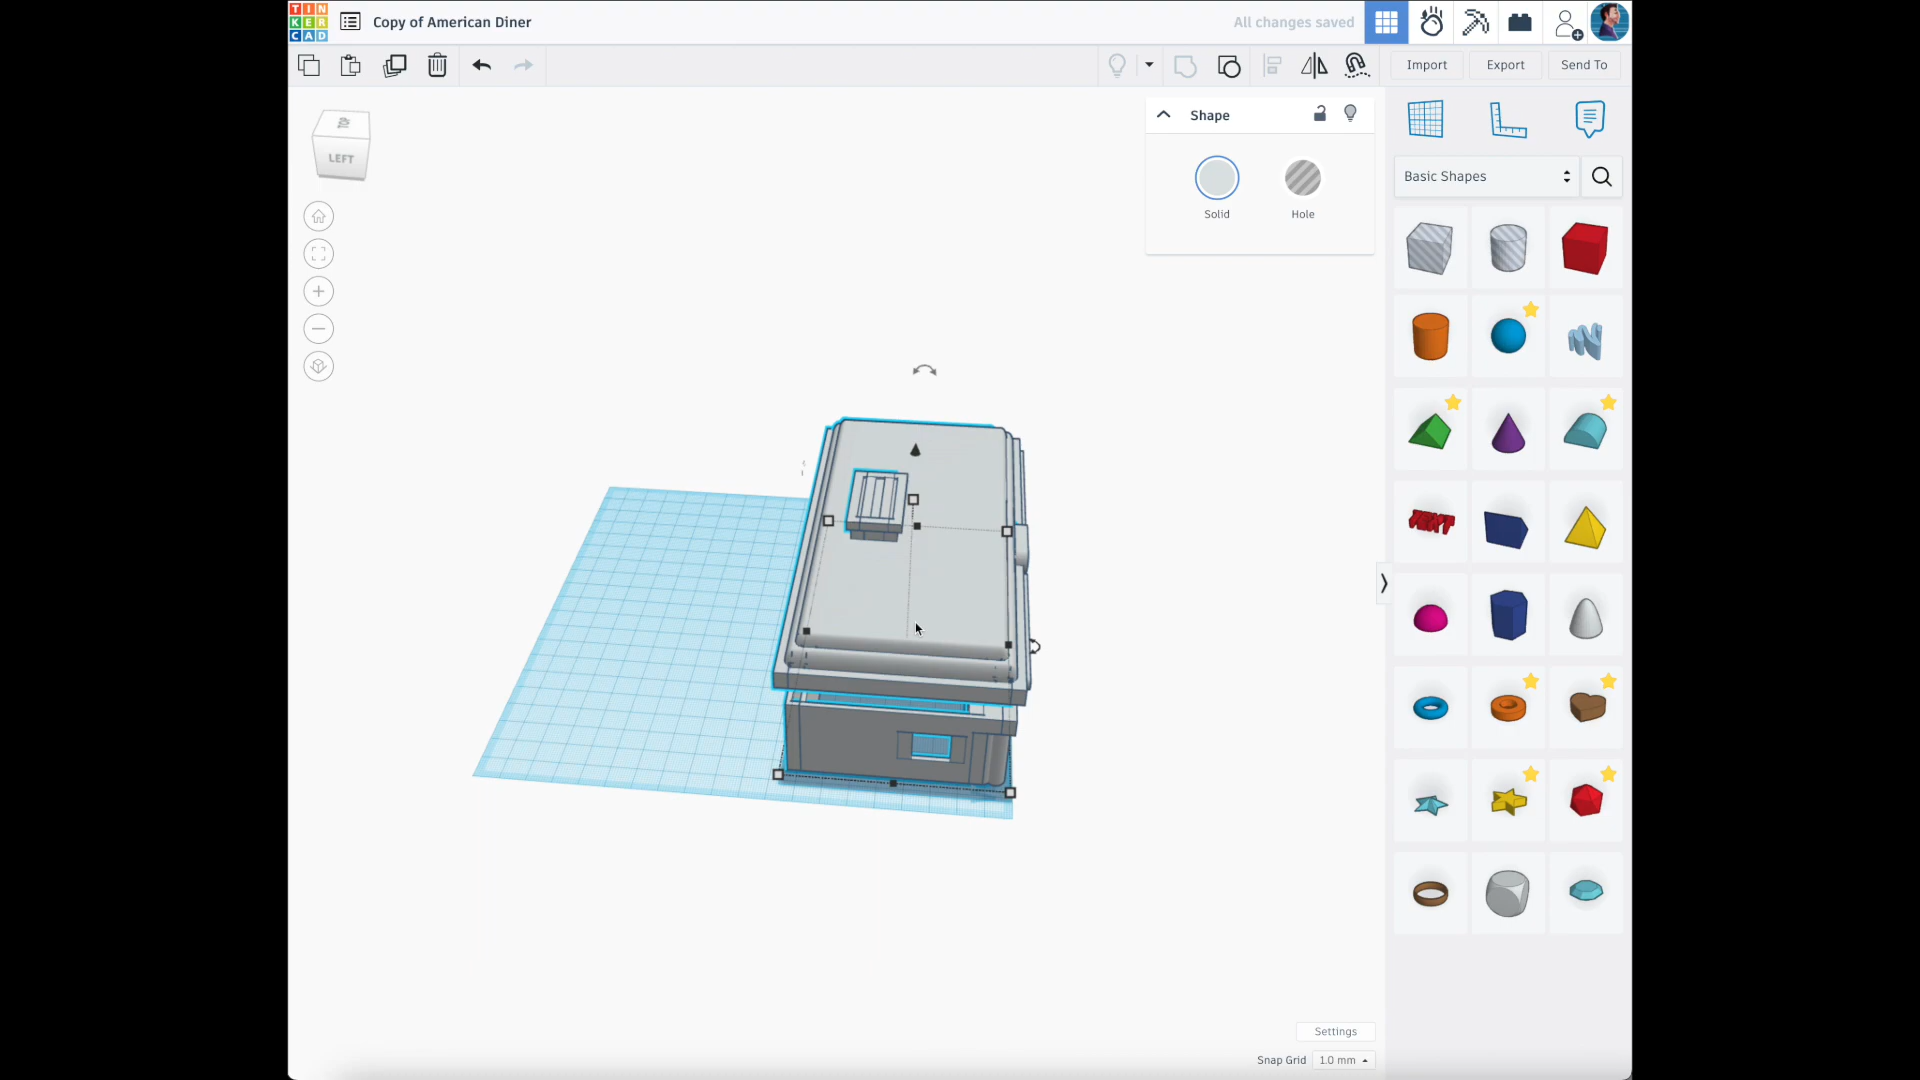 TIN
KER
CAD
Copy of American Diner
All changes saved
Import
Export
Send To
LEFT
Shape
Solid
Hole
Basic Shapes
Settings
Snap Grid
1.0 mm